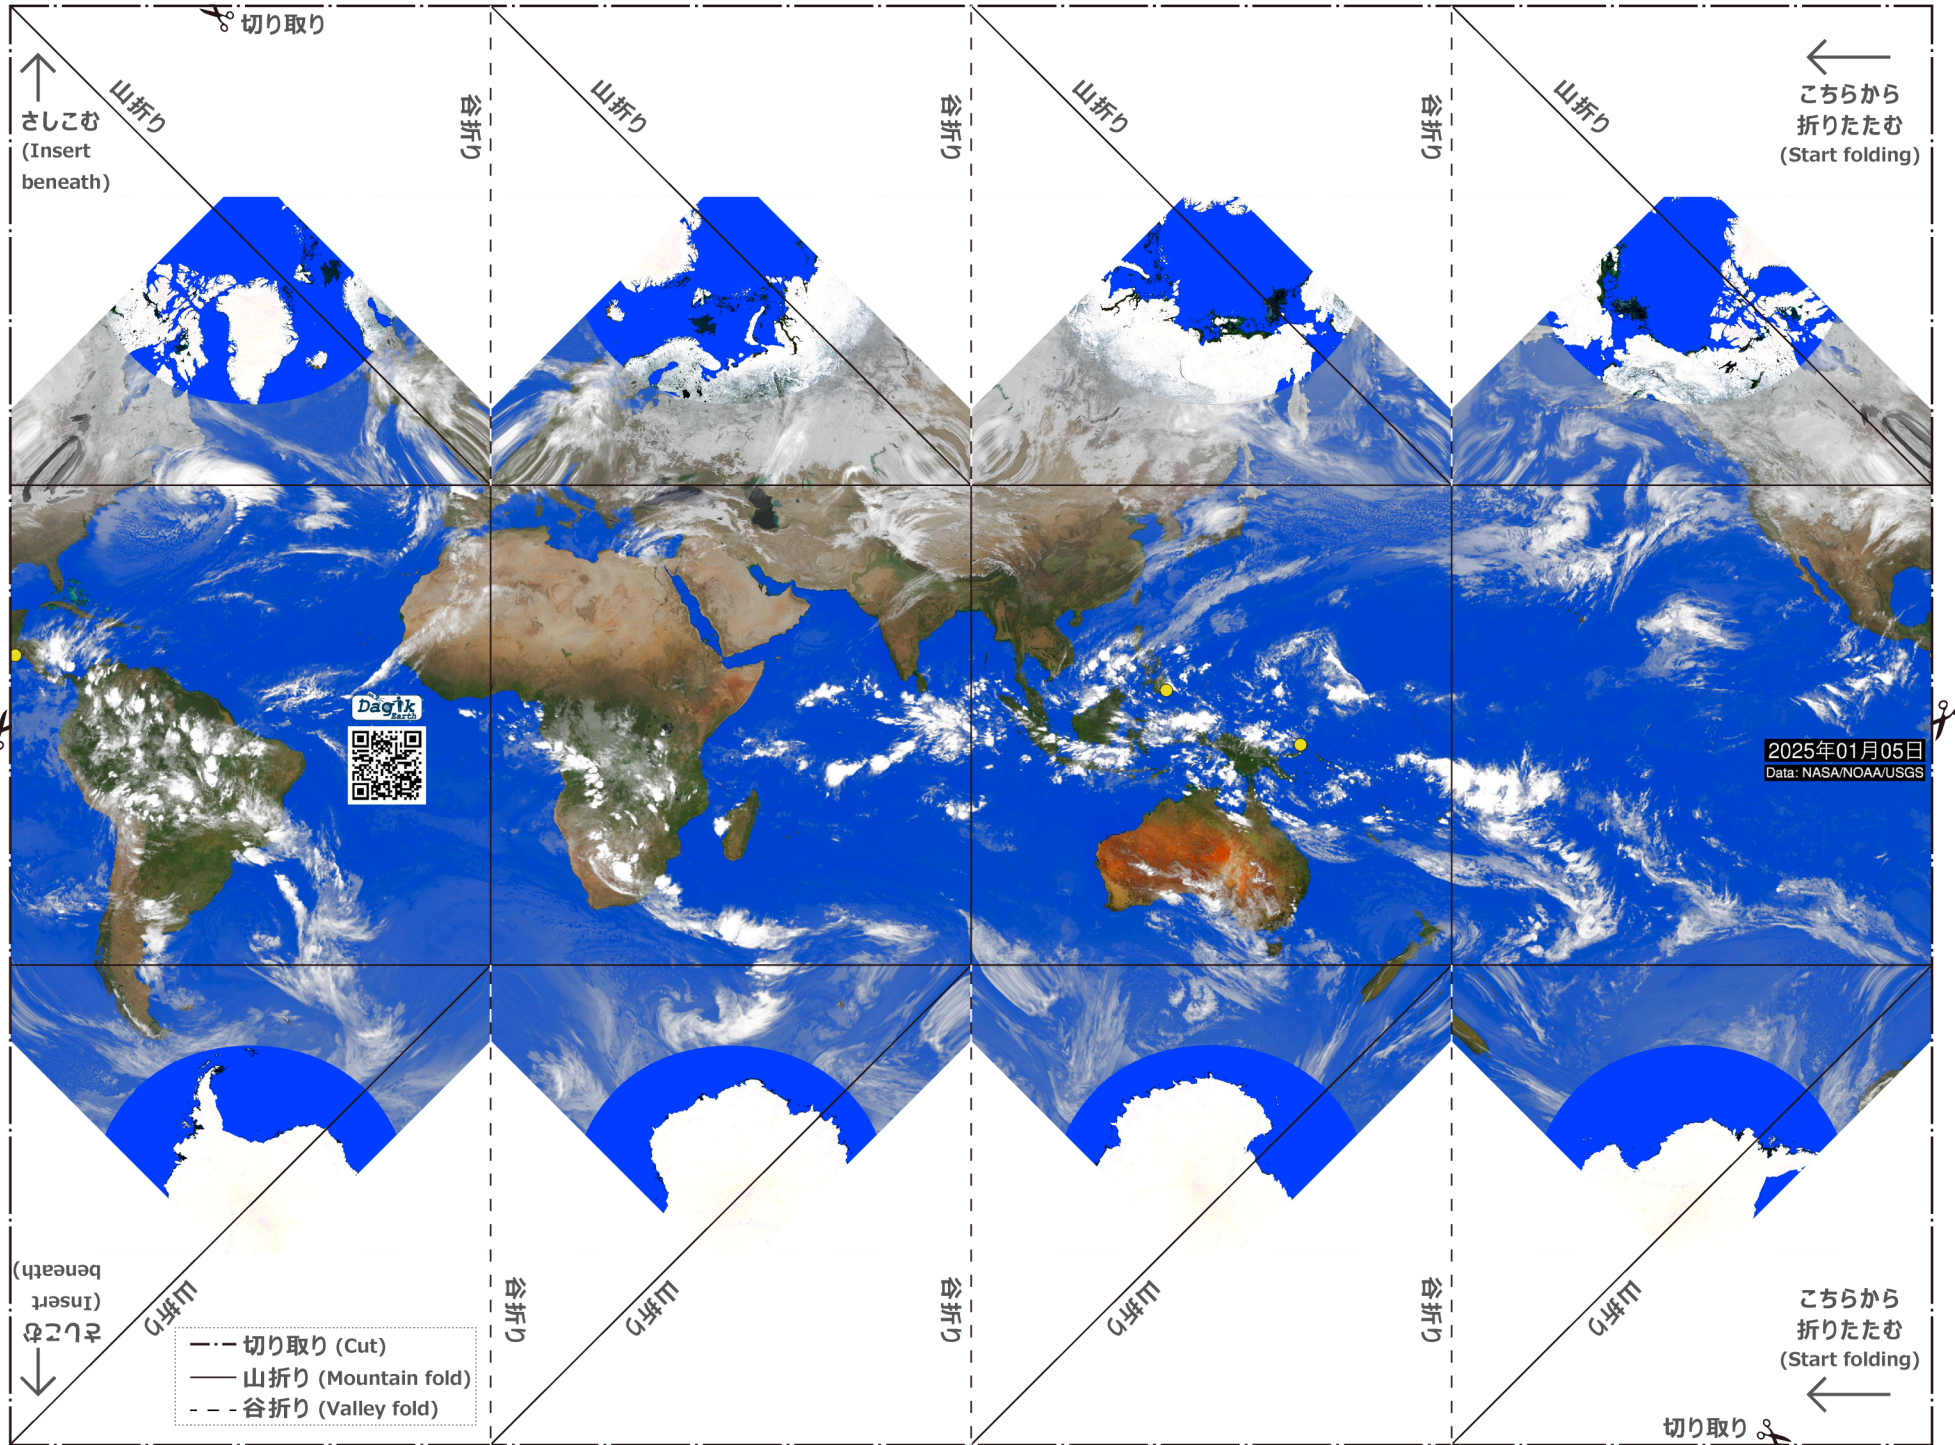 切り取り
さしこむ
(Insert
beneath)
山折り
谷折り
山折り
谷折り
山折り
谷折り
山折り
こちらから
折りたたむ
(Start folding)
Dagik
Earth
2025年01月05日
Data: NASA/NOAA/USGS
さしこむ
(Insert
beneath)
山折り
谷折り
山折り
谷折り
山折り
谷折り
山折り
こちらから
折りたたむ
(Start folding)
切り取り (Cut)
山折り (Mountain fold)
谷折り (Valley fold)
切り取り